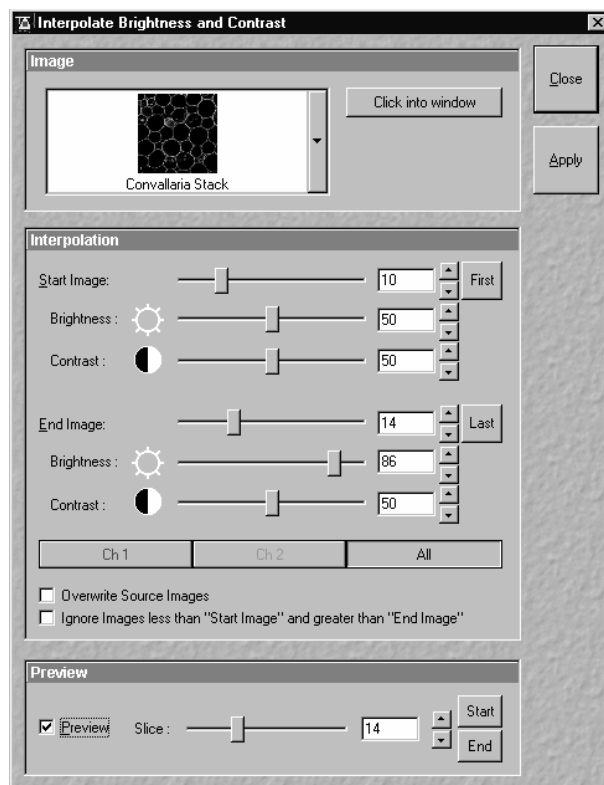 Interpolate Brightness and Contrast
Image
Close
Click into window
Convallaria Stack
Apply
Interpolation
Start Image: 10 First
Brightness : 50
Contrast : 50
End Image: 14 Last
Brightness : 86
Contrast : 50
Ch 1 Ch 2 All
Overwrite Source Images
Ignore Images less than "Start Image" and greater than "End Image"
Preview
Start
Preview Slice : 14
End